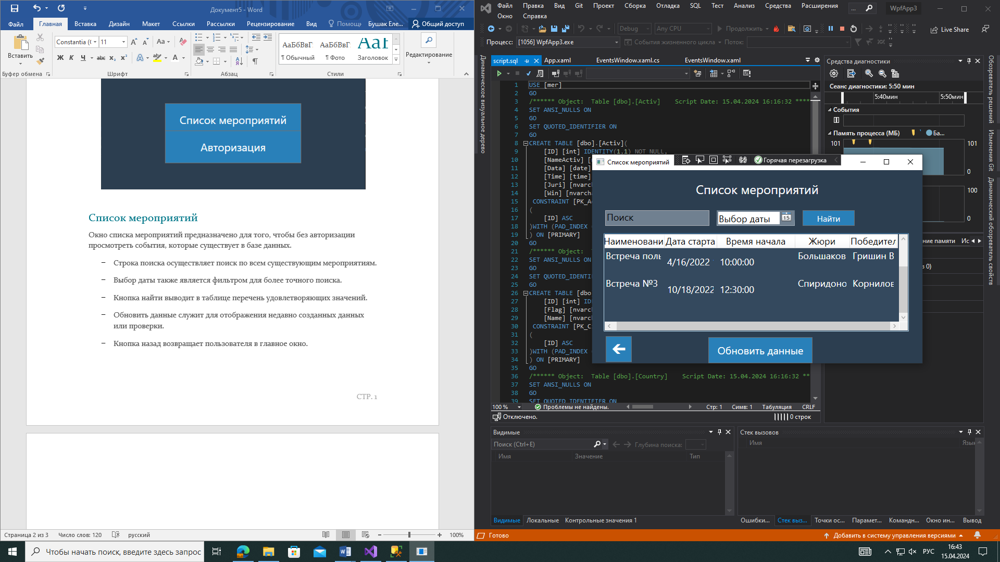 Документ5 - Word
Файл
Главная
Вставка
Дизайн
Макет
Ссылки
Рассылки
Рецензирование
Вид
Помощн
Бушак Еле...
Общий доступ
Вставить
Буфер обмена
Constantia (
11
Ж К Ч abc x₂ x²
Аа
Шрифт
Абзац
АаБбВвГ
АаБбВвГ
¶ Обычный
¶ Фото
Заголовок
Стили
Редактирование
Список мероприятий
Авторизация
Список мероприятий
Окно списка мероприятий предназначено для того, чтобы без авторизации
просмотреть события, которые существует в базе данных.
− Строка поиска осуществляет поиск по всем существующим мероприятиям.
− Выбор даты также является фильтром для более точного поиска.
− Кнопка найти выводит в таблице перечень удовлетворяющих значений.
− Обновить данные служит для отображения недавно созданных данных
или проверки.
− Кнопка назад возвращает пользователя в главное окно.
СТР. 1
Страница 2 из 3
Число слов: 120
русский
100%
Файл Правка Вид Git Проект Сборка Отладка SQL Тест Анализ Средства Расширения
Окно Справка
...
WpfApp3
Debug
Any CPU
Продолжить
Live Share
Процесс:
[1056] WpfApp3.exe
События жизненного цикла
Поток:
Динамическое визуальное дерево
script.sql
App.xaml
EventsWindow.xaml.cs
EventsWindow.xaml
1 USE [mer]
2 GO
3 /****** Object:  Table [dbo].[Activ]    Script Date: 15.04.2024 16:16:32 ****
4 SET ANSI_NULLS ON
5 GO
6 SET QUOTED_IDENTIFIER ON
7 GO
8 CREATE TABLE [dbo].[Activ](
9 [ID] [int] IDENTITY(1,1) NOT NULL,
10 [NameActiv] [
11 [Data] [date]
12 [Time] [time]
13 [Juri] [nvarch
14 [Win] [nvarcha
15 CONSTRAINT [PK_A
16 (
17 [ID] ASC
18 )WITH (PAD_INDEX
19 ) ON [PRIMARY]
20 GO
21 /****** Object:
22 SET ANSI_NULLS ON
23 GO
24 SET QUOTED_IDENTIF
25 GO
26 CREATE TABLE [dbo
27 [ID] [int] ID
28 [Flag] [nvarc
29 [Name] [nvarc
30 CONSTRAINT [PK_C
31 (
32 [ID] ASC
33 )WITH (PAD_INDEX
34 ) ON [PRIMARY]
35 GO
36 /****** Object:  Table [dbo].[Country]    Script Date: 15.04.2024 16:16:32 **
37 SET ANSI_NULLS ON
38 GO
39 SET QUOTED_IDENTIFIER ON
100 %
Проблемы не найдены.
Стр: 1
Симв: 1
Табуляция
CRLF
Отключено.
0 строк
Средства диагностики
Сеанс диагностики: 5:50 мин
5:40мин
5:50мин
События
Память процесса (МБ)
Ба...
101
101
0
0
100
0
ние памяти
Ис
з 0)
Обозреватель решений
Изменения Git
Динамический обозреватель свойств
Список мероприятий
Горячая перезагрузка
Список мероприятий
Поиск
Выбор даты
15
Найти
Наименовани
Дата старта
Время начала
Жюри
Победител
Встреча поль
4/16/2022
10:00:00
Большаков
Гришин В
Встреча №3
10/18/2022
12:30:00
Спиридоно
Корнилов
Обновить данные
Видимые
Поиск (Ctrl+E)
Глубина поиска:
Имя
Значение
Тип
Видимые
Локальные
Контрольные значения 1
Стек вызовов
Имя
Язык
Ошибки...
Стек выз...
Точки ос...
Парамет...
Командн...
Окно ин...
Вывод
Готово
Добавить в систему управления версиями
Чтобы начать поиск, введите здесь запрос
РУС
16:43
15.04.2024